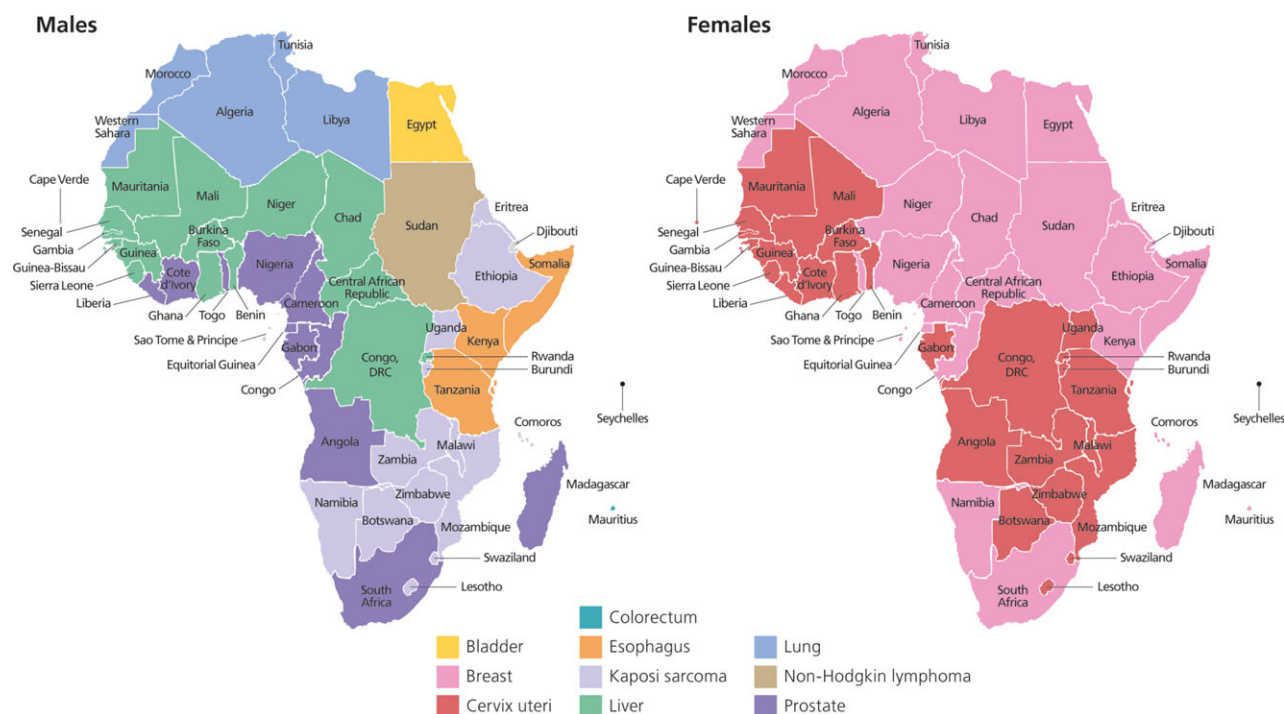 Males
Tunisia
Morocco
Algeria
Libya
Egypt
Western
Sahara
Cape Verde
Mauritania
Mali
Niger
Chad
Sudan
Eritrea
Djibouti
Senegal
Gambia
Guinea-Bissau
Guinea
Sierra Leone
Liberia
Burkina
Faso
Cote
d'Ivory
Ghana
Togo
Benin
Nigeria
Cameroon
Central African
Republic
Ethiopia
Somalia
Sao Tome & Principe
Equitorial Guinea
Gabon
Congo
Congo,
DRC
Uganda
Kenya
Rwanda
Burundi
Tanzania
Seychelles
Comoros
Angola
Zambia
Malawi
Madagascar
Mauritius
Namibia
Zimbabwe
Botswana
Mozambique
Swaziland
South
Africa
Lesotho
Females
Tunisia
Morocco
Algeria
Libya
Egypt
Western
Sahara
Cape Verde
Mauritania
Mali
Niger
Chad
Sudan
Eritrea
Djibouti
Senegal
Gambia
Guinea-Bissau
Guinea
Sierra Leone
Liberia
Burkina
Faso
Cote
d'Ivory
Ghana
Togo
Benin
Nigeria
Cameroon
Central African
Republic
Ethiopia
Somalia
Sao Tome & Principe
Equitorial Guinea
Gabon
Congo
Congo,
DRC
Uganda
Kenya
Rwanda
Burundi
Tanzania
Seychelles
Comoros
Angola
Zambia
Malawi
Madagascar
Mauritius
Namibia
Zimbabwe
Botswana
Mozambique
Swaziland
South
Africa
Lesotho
Colorectum
Bladder
Esophagus
Lung
Breast
Kaposi sarcoma
Non-Hodgkin lymphoma
Cervix uteri
Liver
Prostate